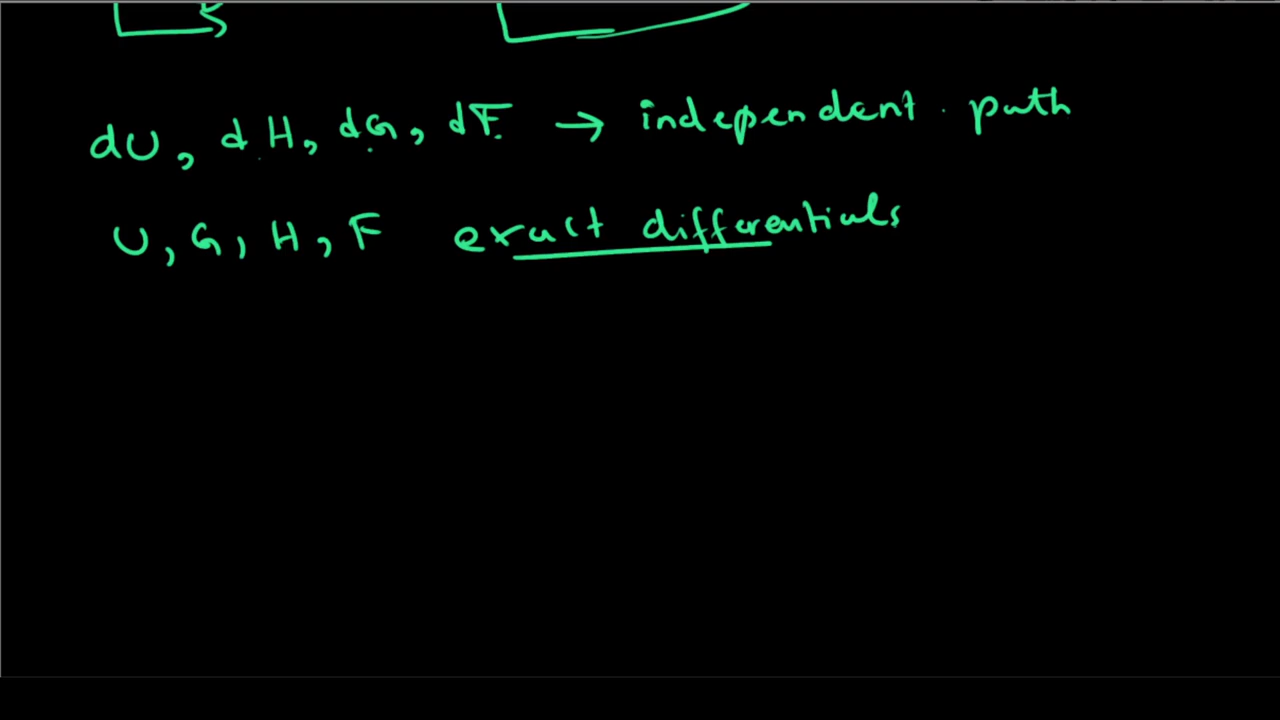 dU, dH, dG, dF. → independent path
U, G, H, F exact differentials